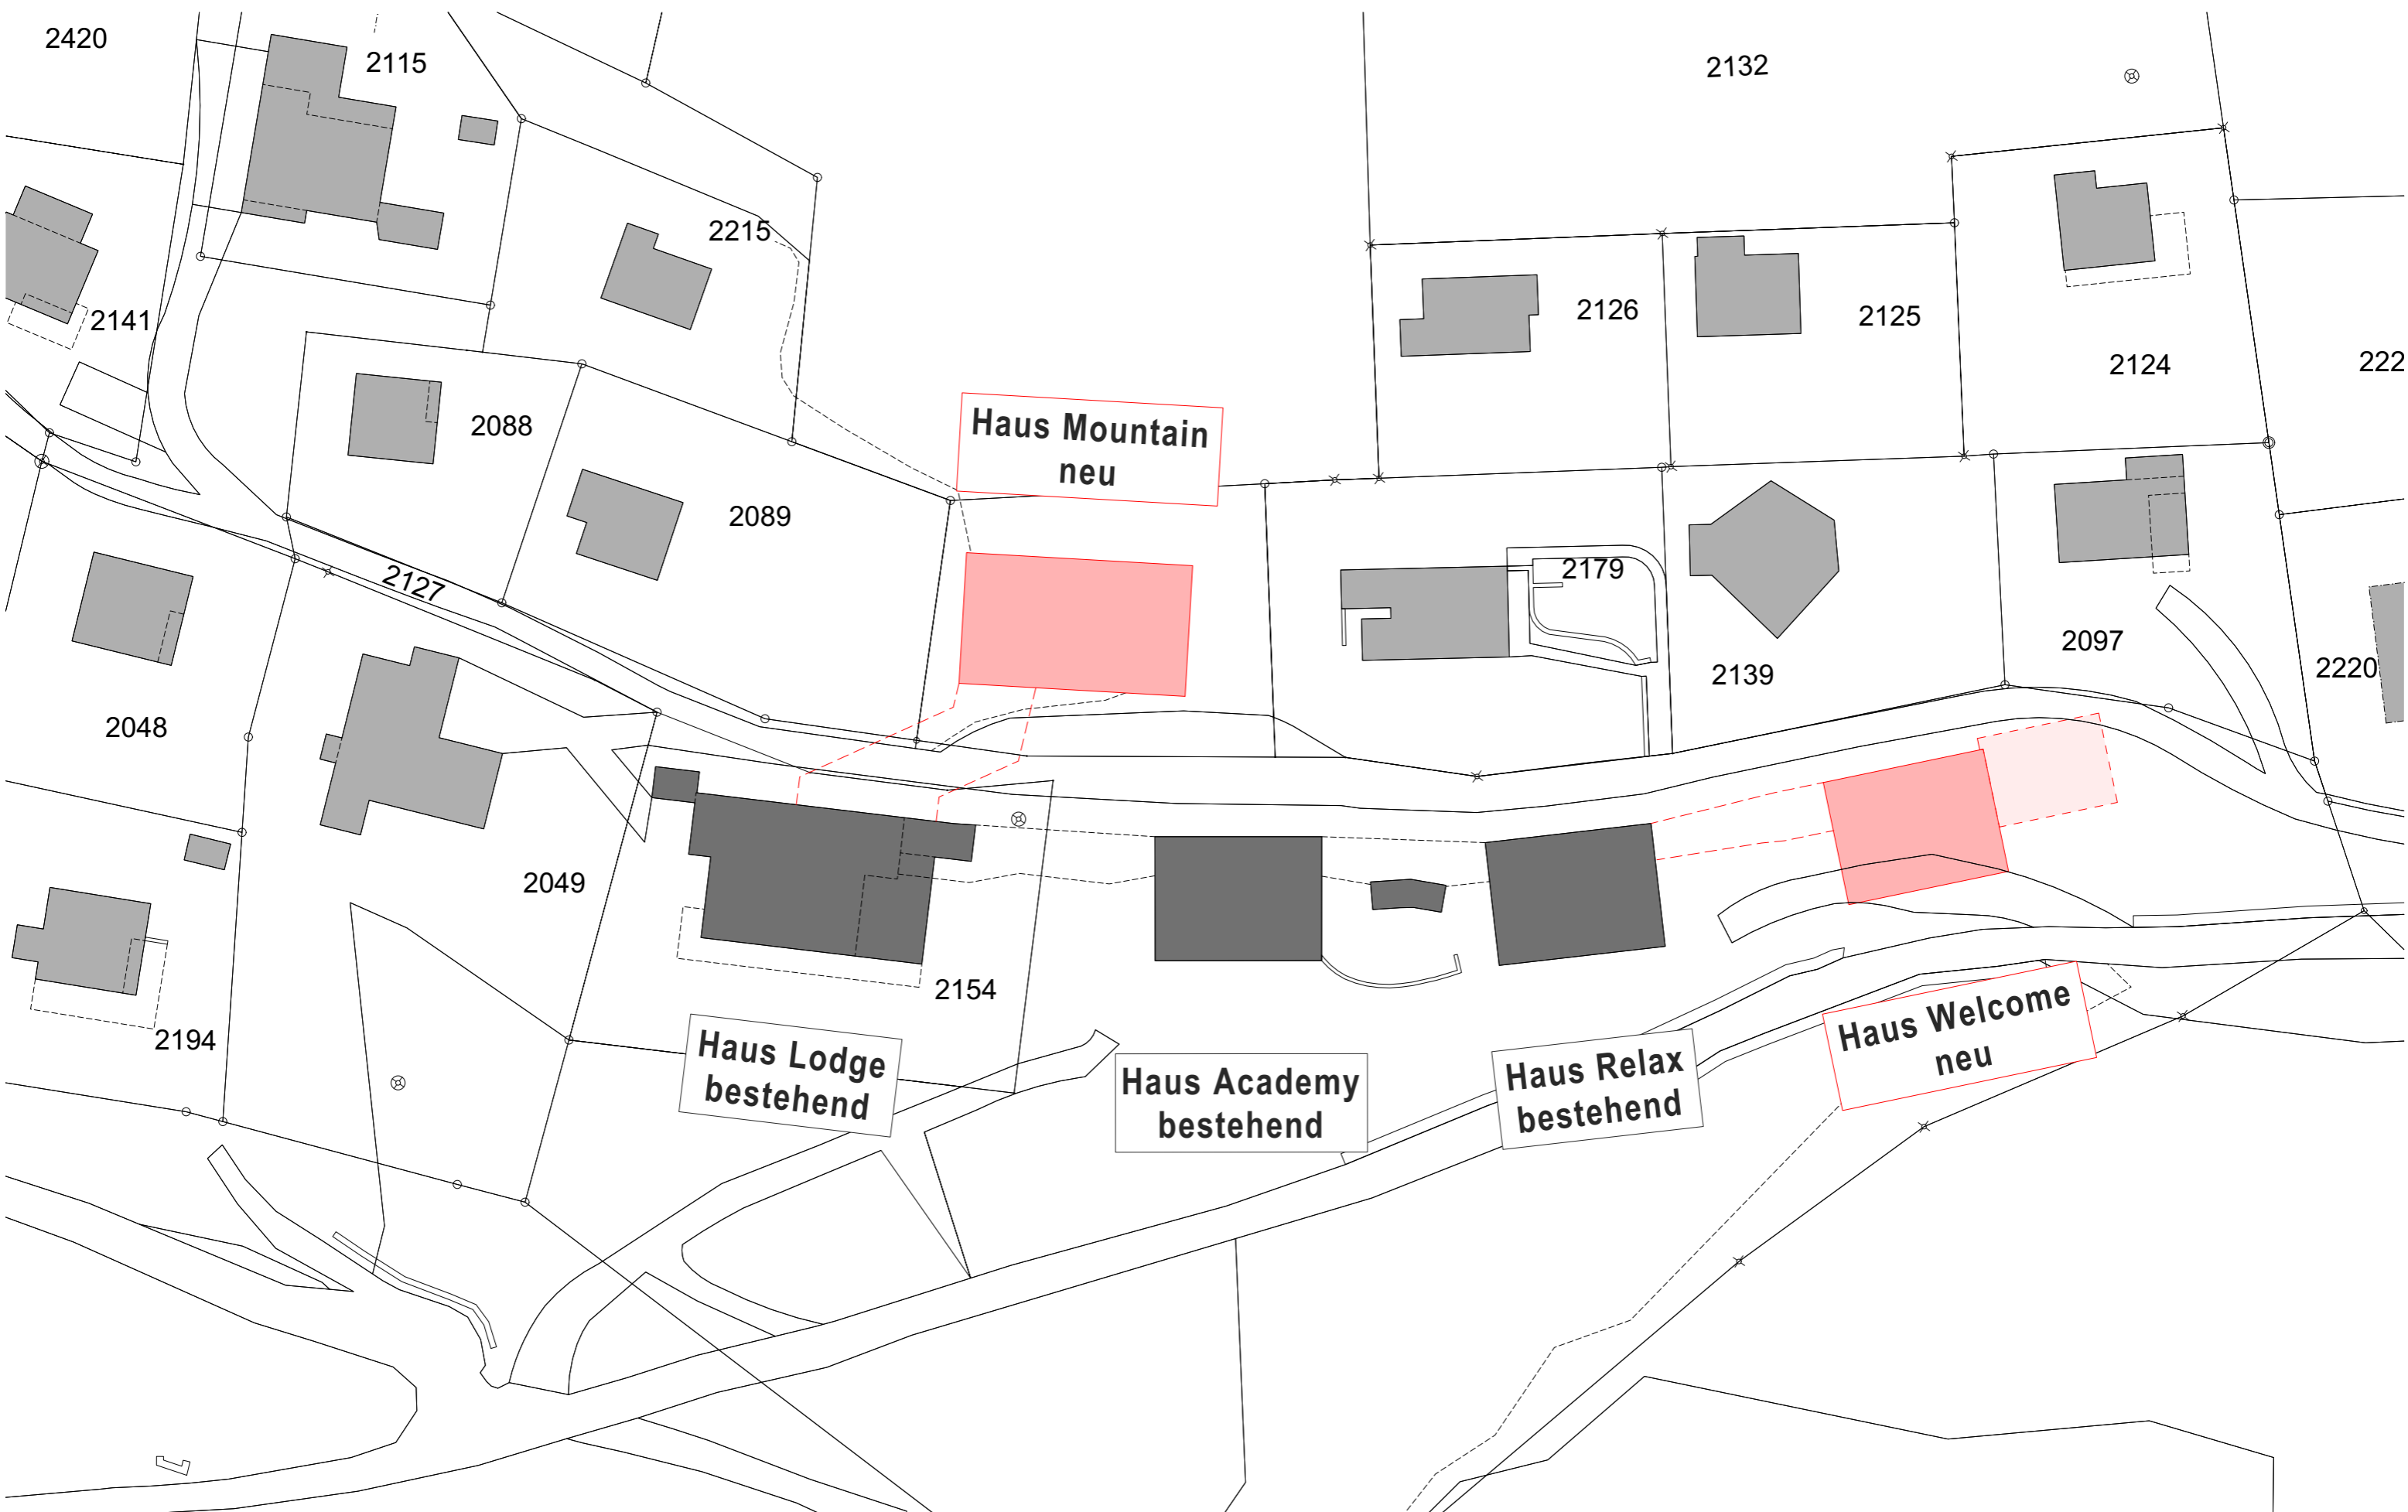 2420
2115
2132
2215
2141
2126
2125
2124
222
2088
Haus Mountain
neu
2089
2127
2179
2139
2097
2220
2048
2049
2154
2194
Haus Lodge
bestehend
Haus Academy
bestehend
Haus Relax
bestehend
Haus Welcome
neu